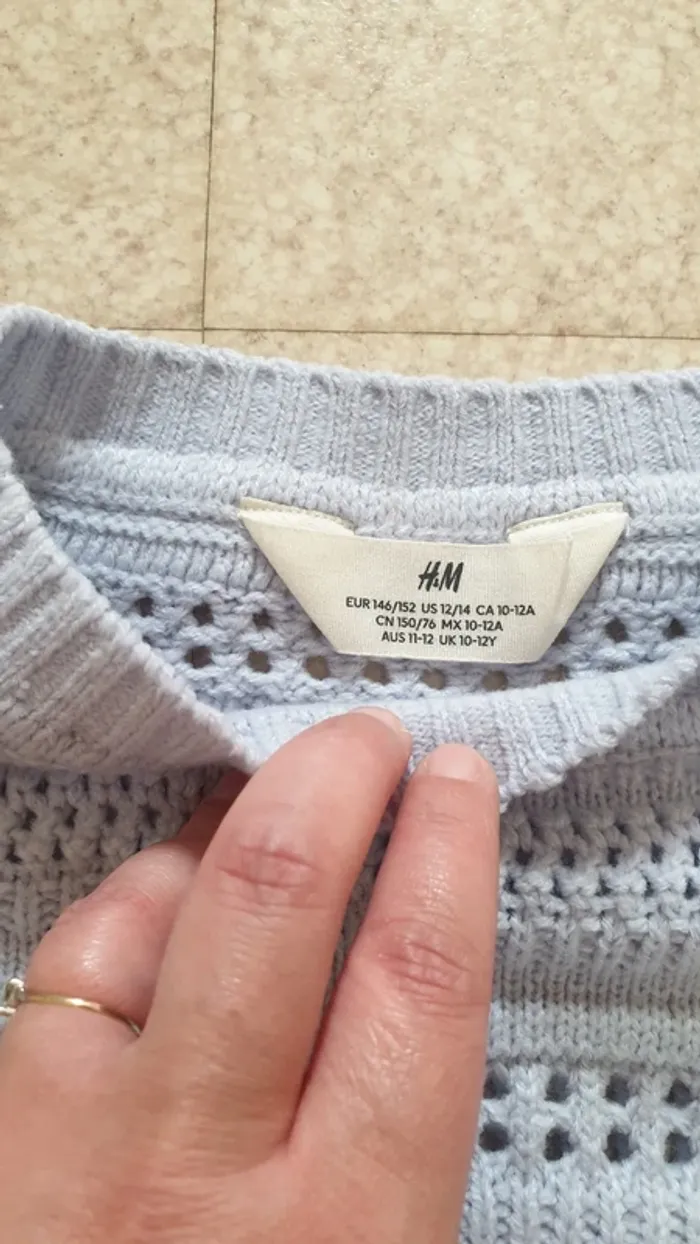 H&M
EUR 146/152 US 12/14 CA 10-12A
CN 150/76 MX 10-12A
AUS 11-12 UK 10-12Y